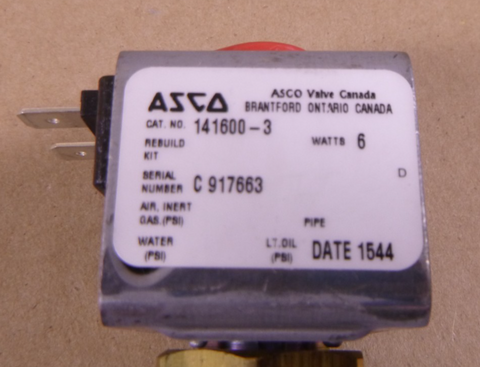 ASCO
ASCO Valve Canada
BRANTFORD ONTARIO CANADA
CAT. NO. 141600-3
REBUILD KIT
WATTS 6
D
SERIAL NUMBER C 917663
AIR, INERT GAS.(PSI)
PIPE
WATER (PSI)
LT.OIL (PSI)
DATE 1544